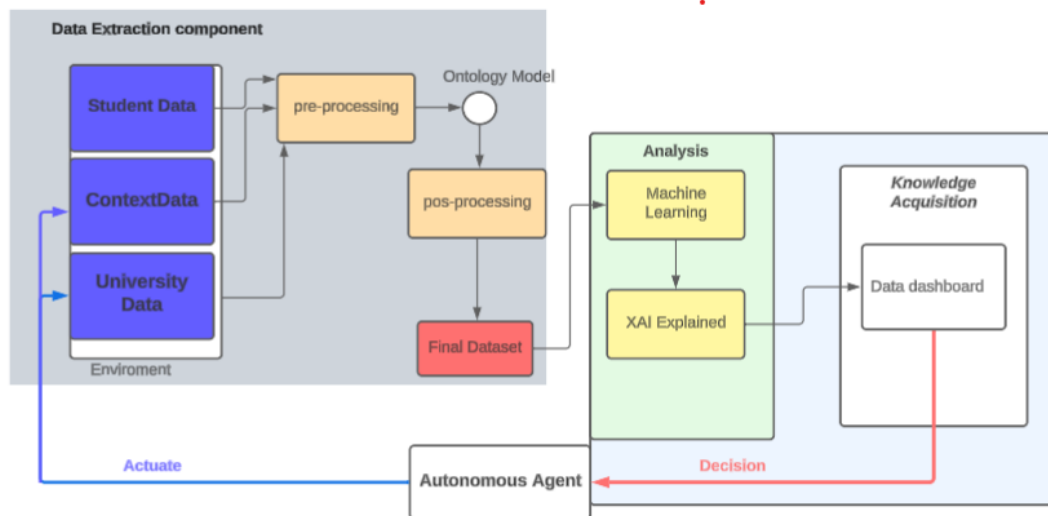 Data Extraction component
Student Data
ContextData
University
Data
Enviroment
pre-processing
Ontology Model
pos-processing
Final Dataset
Analysis
Machine
Learning
XAI Explained
Knowledge
Acquisition
Data dashboard
Actuate
Autonomous Agent
Decision